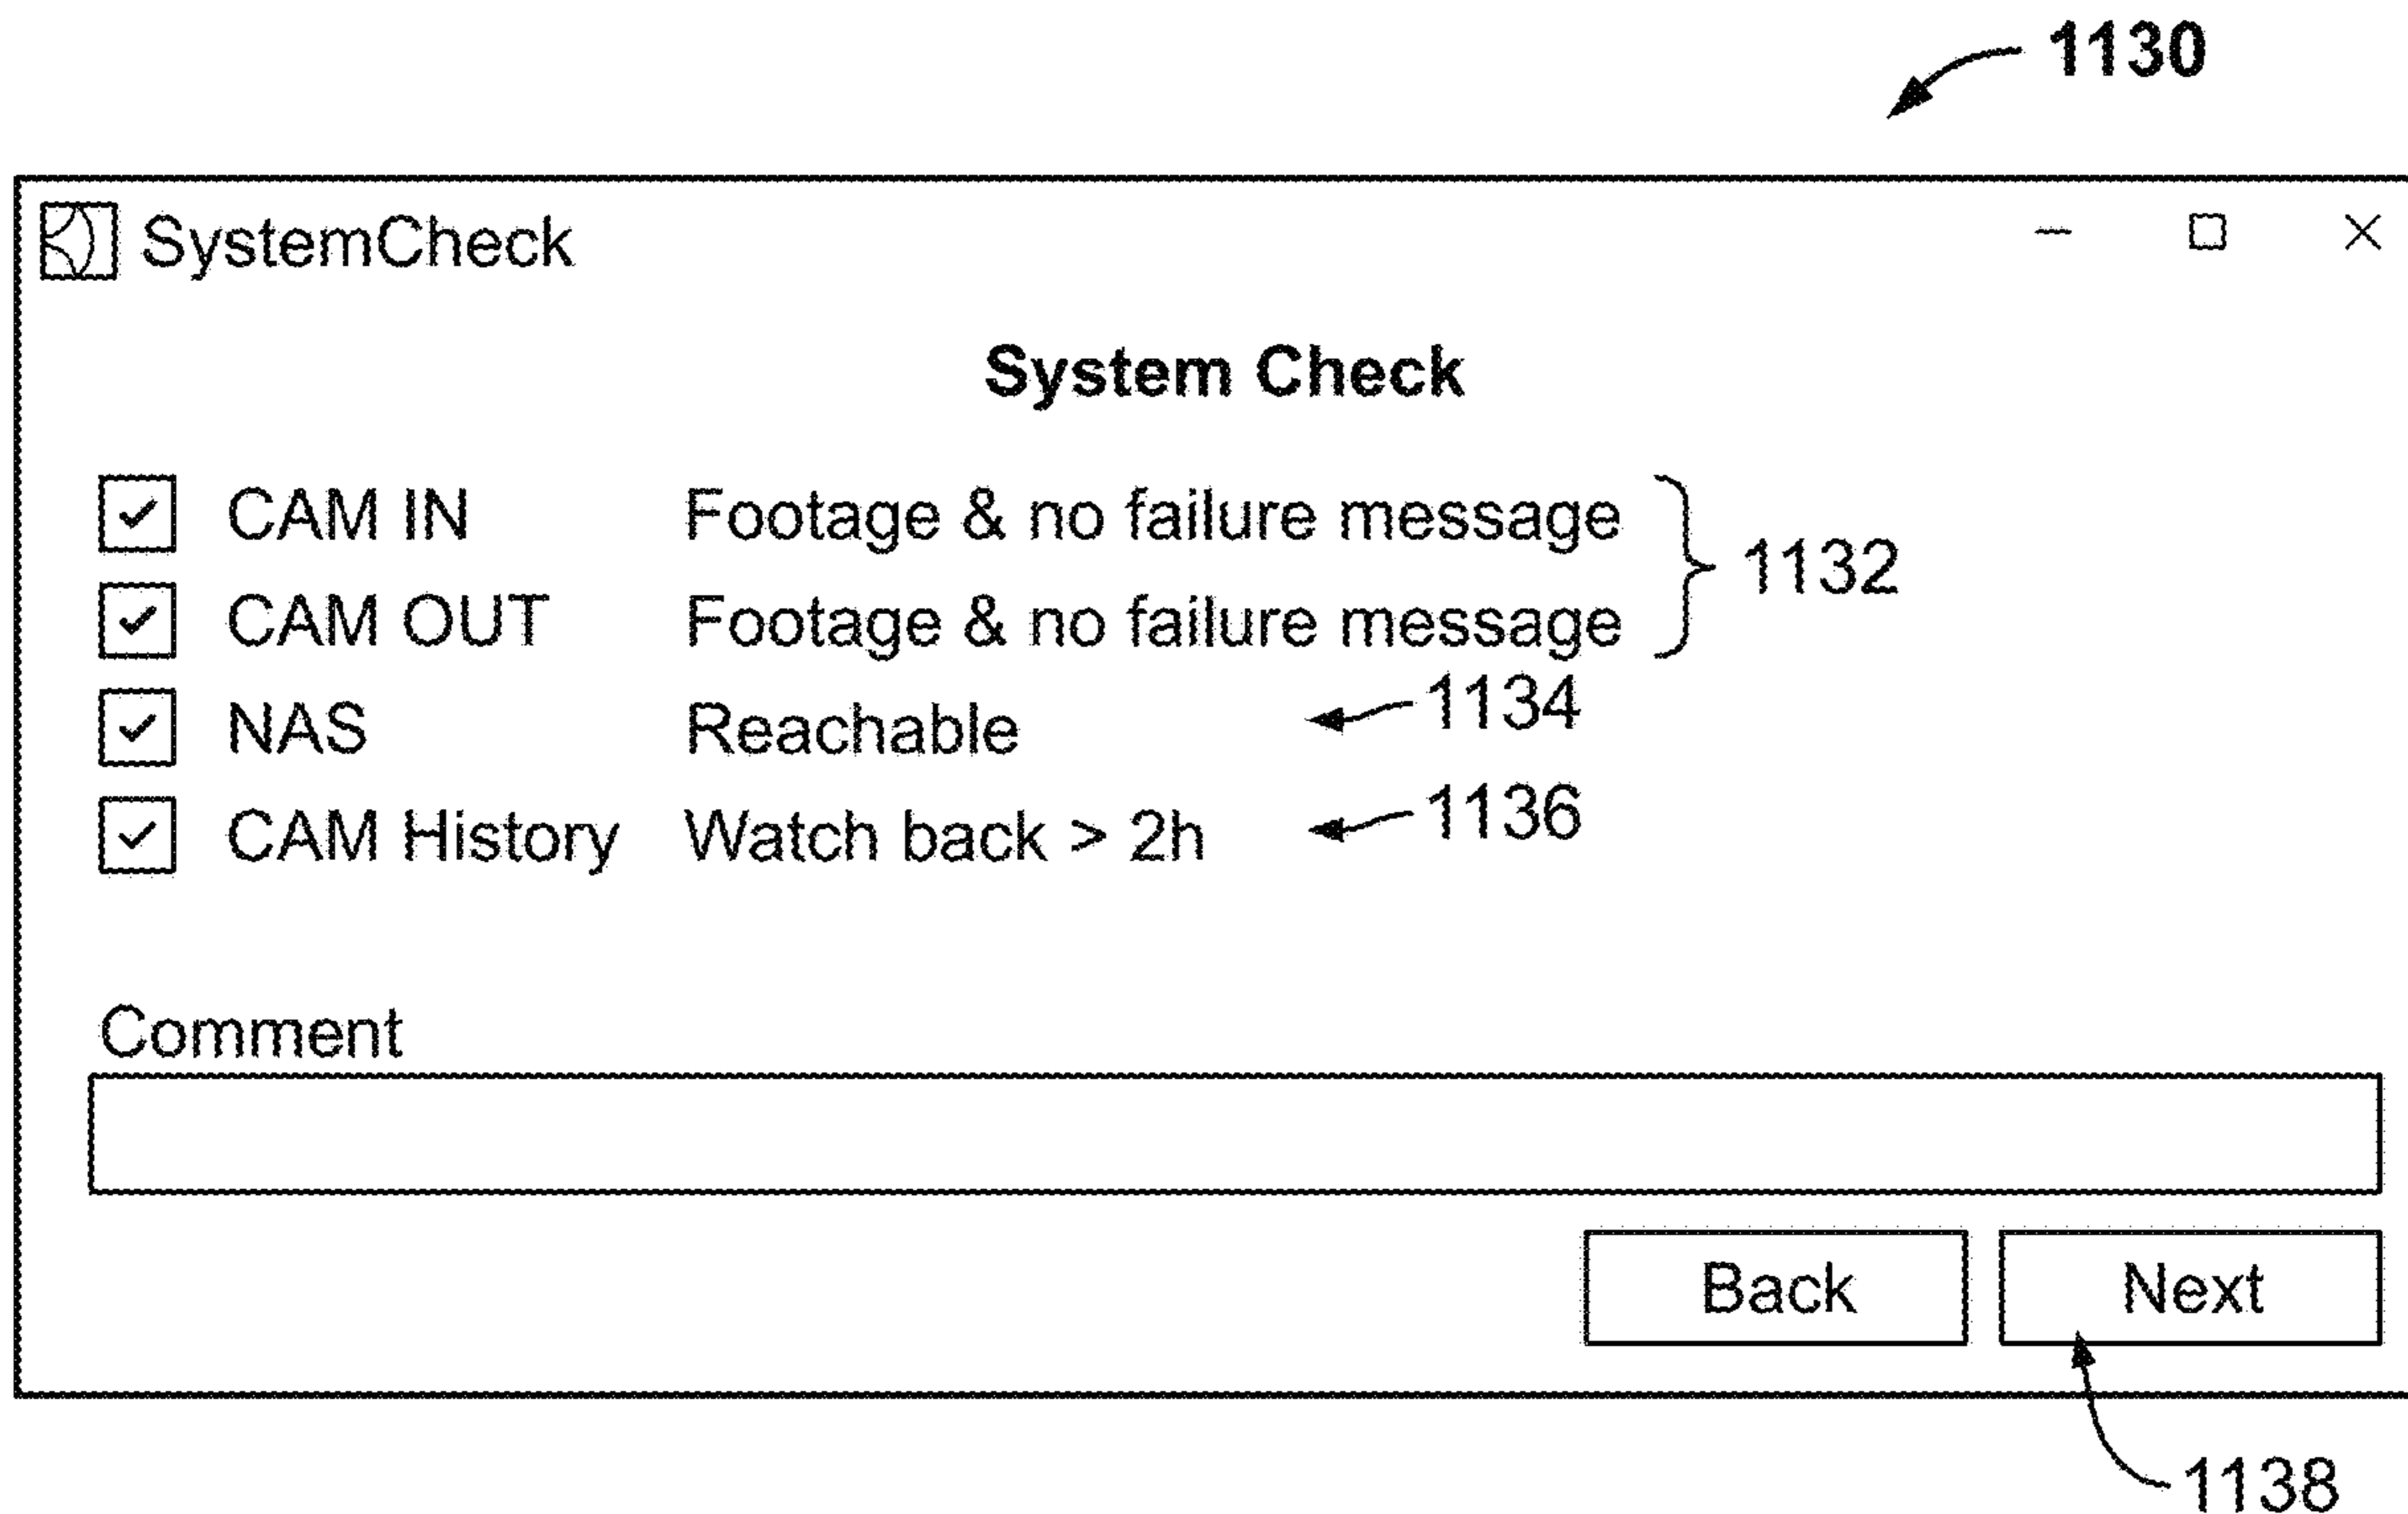 1130
SystemCheck
System Check
CAM IN Footage & no failure message
1132
CAM OUT Footage & no failure message
NAS Reachable 1134
CAM History Watch back > 2h 1136
Comment
Back Next
1138